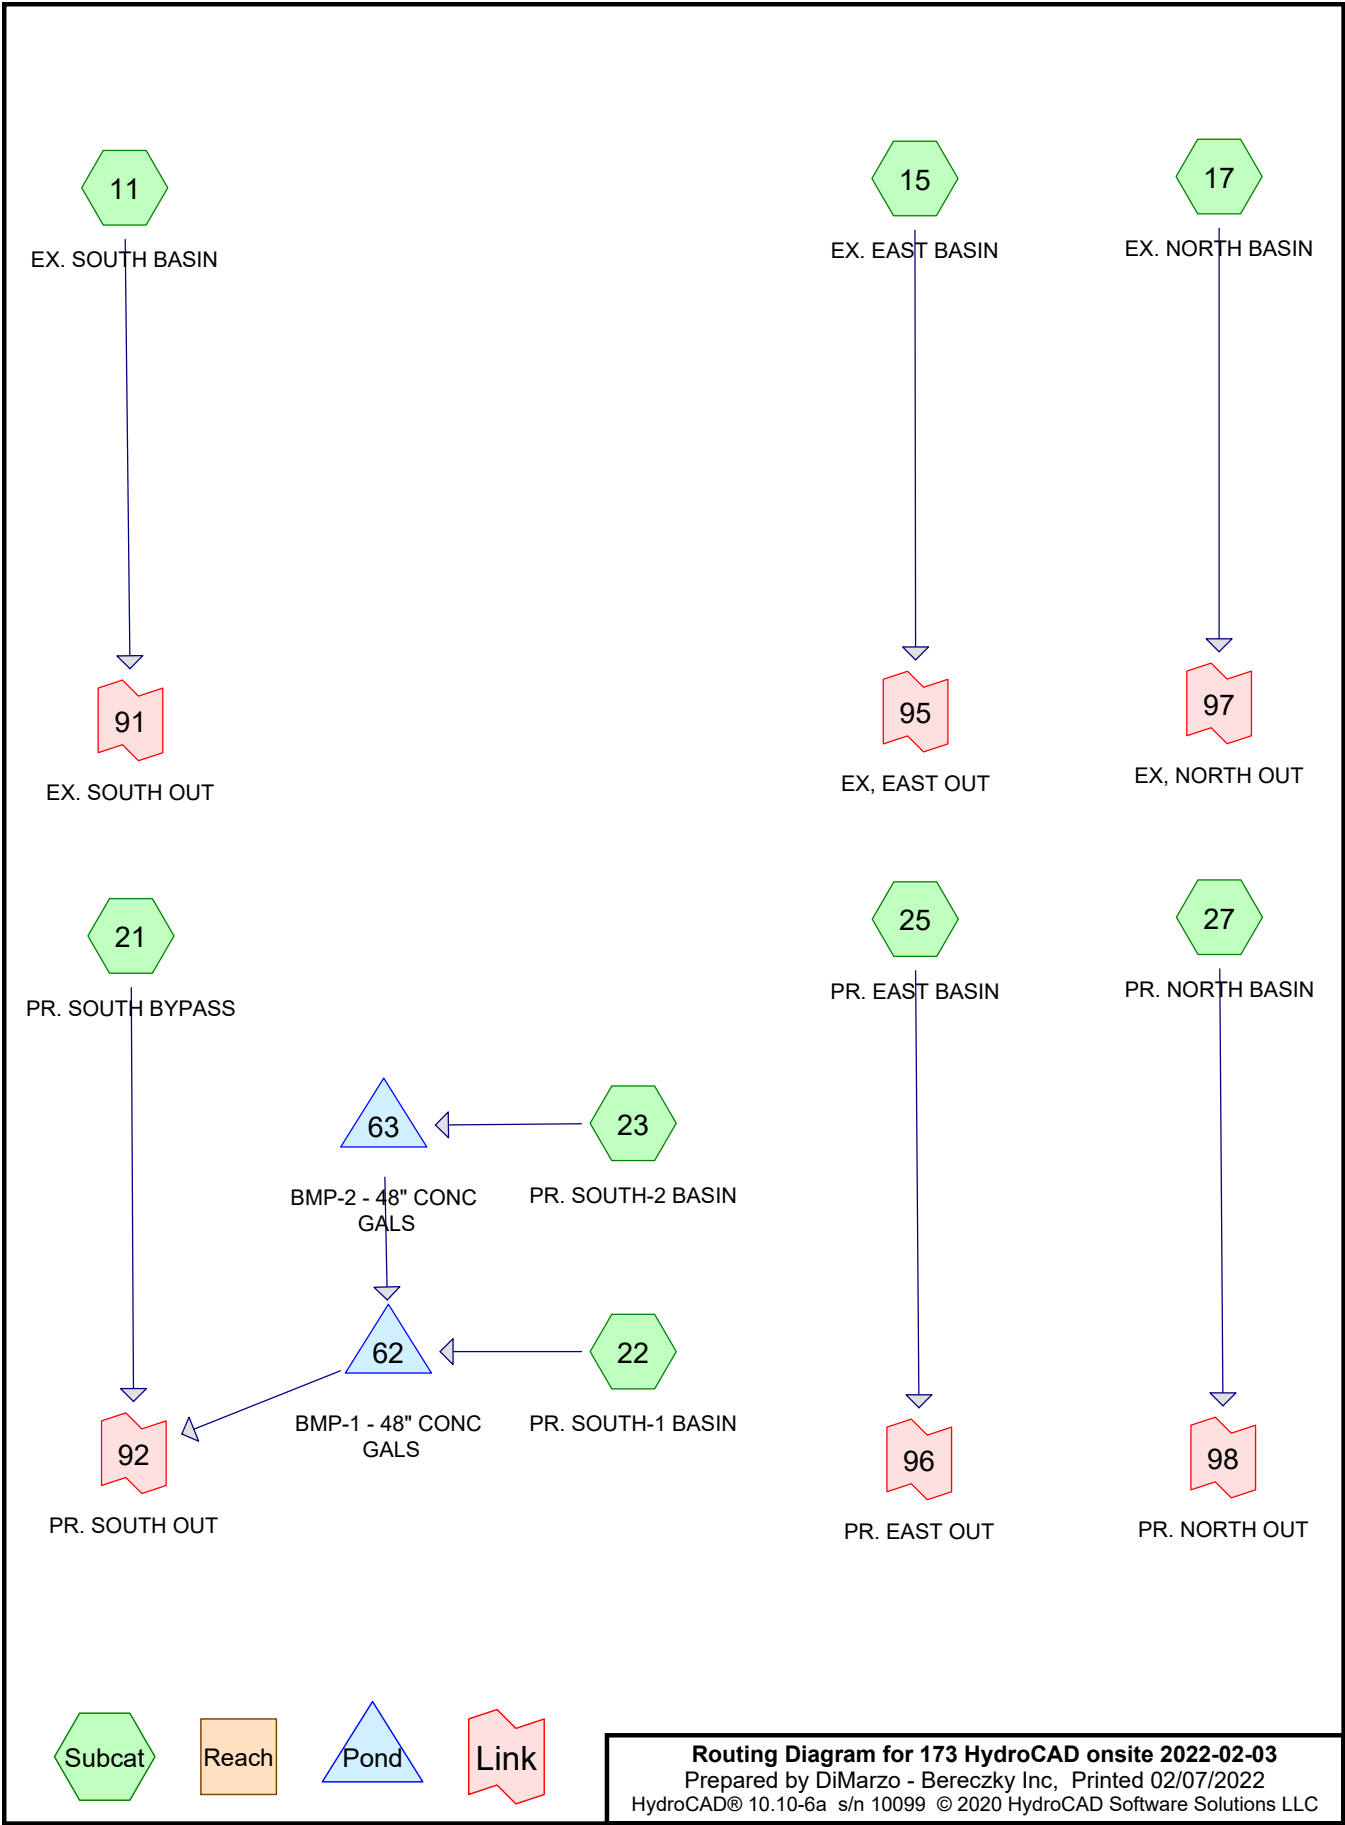 11
EX. SOUTH BASIN
15
EX. EAST BASIN
17
EX. NORTH BASIN
91
EX. SOUTH OUT
95
EX, EAST OUT
97
EX, NORTH OUT
21
PR. SOUTH BYPASS
25
PR. EAST BASIN
27
PR. NORTH BASIN
63
BMP-2 - 48" CONC
GALS
23
PR. SOUTH-2 BASIN
62
BMP-1 - 48" CONC
GALS
22
PR. SOUTH-1 BASIN
92
PR. SOUTH OUT
96
PR. EAST OUT
98
PR. NORTH OUT
Subcat
Reach
Pond
Link
Routing Diagram for 173 HydroCAD onsite 2022-02-03
Prepared by DiMarzo - Bereczky Inc, Printed 02/07/2022
HydroCAD® 10.10-6a s/n 10099 © 2020 HydroCAD Software Solutions LLC